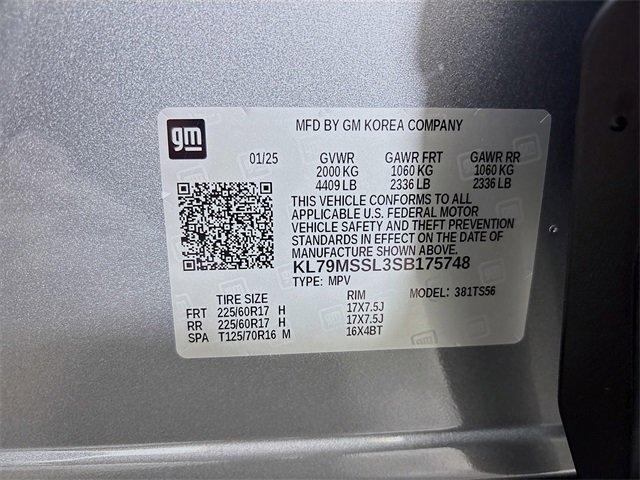 gm
MFD BY GM KOREA COMPANY
01/25 GVWR GAWR FRT GAWR RR
2000 KG 1060 KG 1060 KG
4409 LB 2336 LB 2336 LB
THIS VEHICLE CONFORMS TO ALL
APPLICABLE U.S. FEDERAL MOTOR
VEHICLE SAFETY AND THEFT PREVENTION
STANDARDS IN EFFECT ON THE DATE OF
MANUFACTURE SHOWN ABOVE.
KL79MSSL3SB175748
TYPE: MPV MODEL: 381TS56
TIRE SIZE RIM
FRT 225/60R17 H 17X7.5J
RR 225/60R17 H 17X7.5J
SPA T125/70R16 M 16X4BT